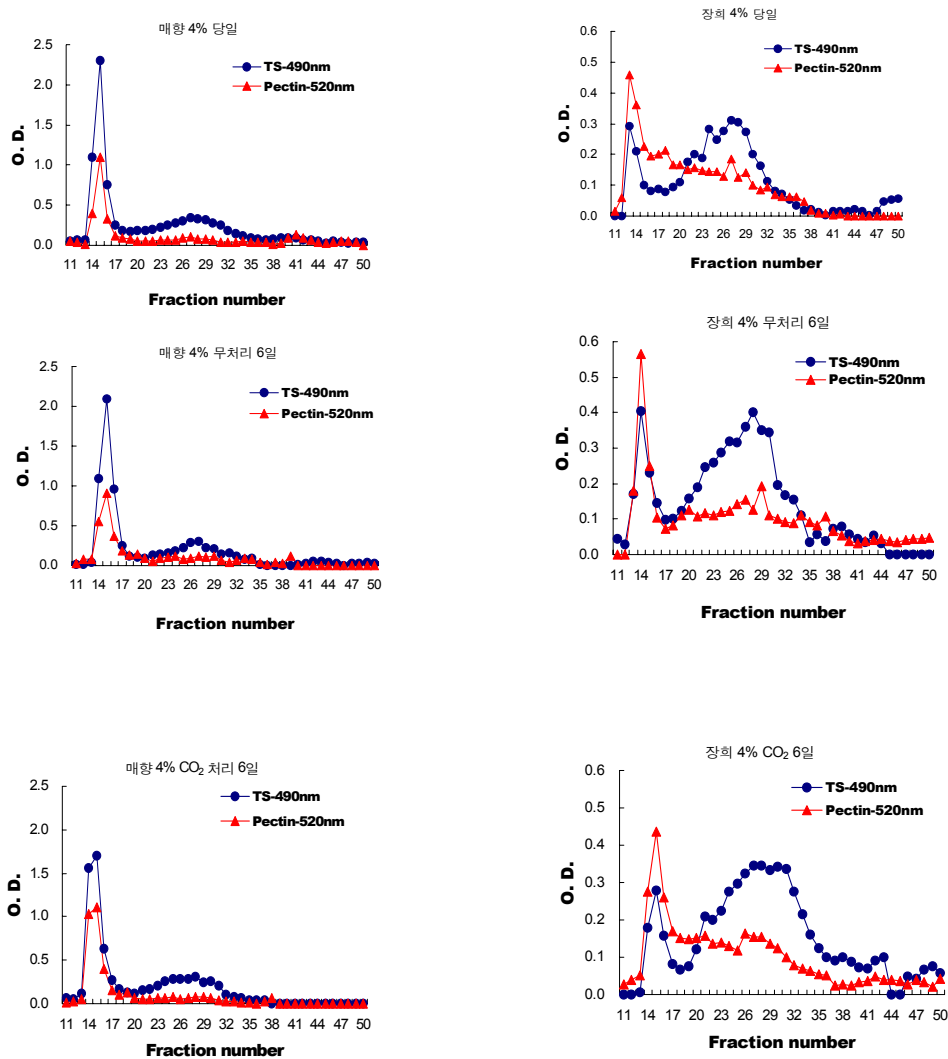 매향 4% 당일
2.5
2.0
1.5
1.0
0.5
0.0
O. D.
TS-490nm
Pectin-520nm
11 14 17 20 23 26 29 32 35 38 41 44 47 50
Fraction number
장희 4% 당일
0.6
0.5
0.4
0.3
0.2
0.1
0.0
O. D.
TS-490nm
Pectin-520nm
11 14 17 20 23 26 29 32 35 38 41 44 47 50
Fraction number
매향 4% 무처리 6일
2.5
2.0
1.5
1.0
0.5
0.0
O. D.
TS-490nm
Pectin-520nm
11 14 17 20 23 26 29 32 35 38 41 44 47 50
Fraction number
장희 4% 무처리 6일
0.6
0.5
0.4
0.3
0.2
0.1
0.0
O. D.
TS-490nm
Pectin-520nm
11 14 17 20 23 26 29 32 35 38 41 44 47 50
Fraction number
매향 4% CO₂ 처리 6일
2.5
2.0
1.5
1.0
0.5
0.0
O. D.
TS-490nm
Pectin-520nm
11 14 17 20 23 26 29 32 35 38 41 44 47 50
Fraction number
장희 4% CO₂ 6일
0.6
0.5
0.4
0.3
0.2
0.1
0.0
O. D.
TS-490nm
Pectin-520nm
11 14 17 20 23 26 29 32 35 38 41 44 47 50
Fraction number